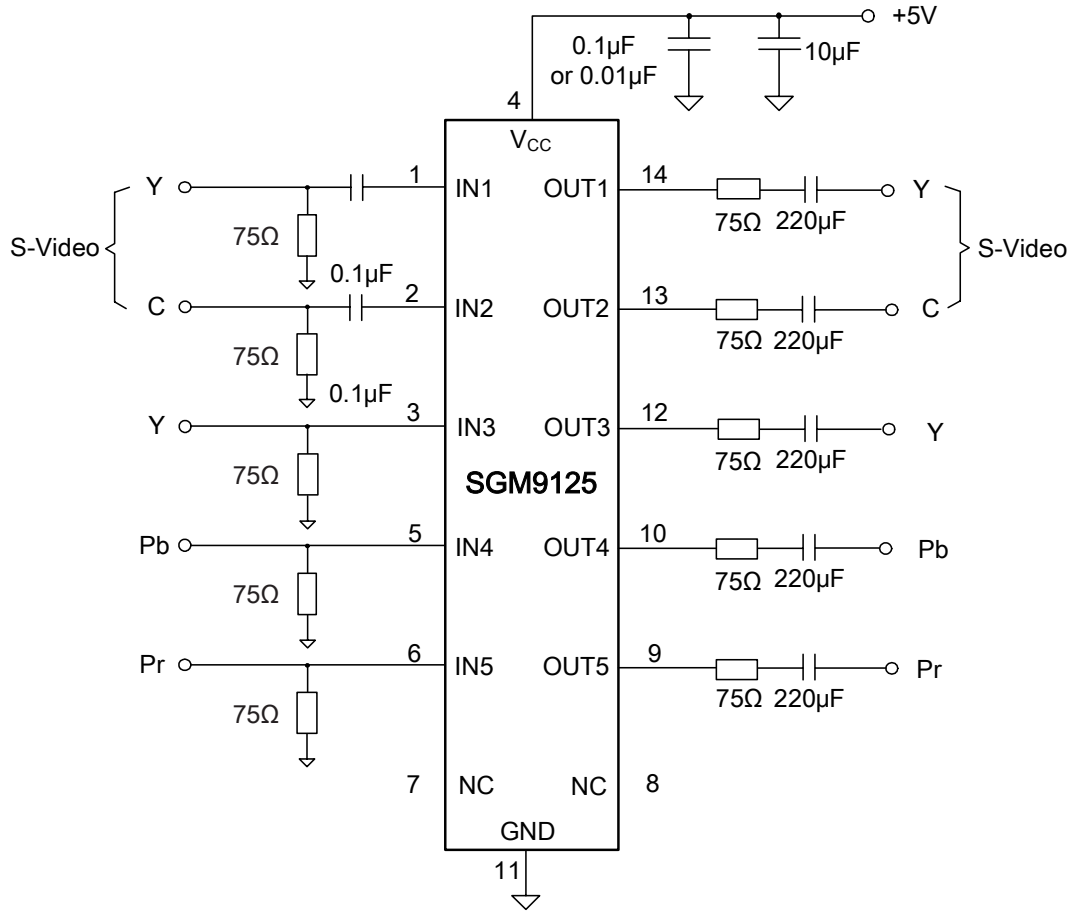 +5V
0.1µF
or 0.01µF
10µF
4
VCC
Y
1
IN1
OUT1
14
Y
75Ω
75Ω
220µF
S-Video
S-Video
0.1µF
C
2
IN2
OUT2
13
C
75Ω
75Ω
220µF
0.1µF
Y
3
IN3
OUT3
12
Y
75Ω
75Ω
220µF
SGM9125
Pb
5
IN4
OUT4
10
Pb
75Ω
75Ω
220µF
Pr
6
IN5
OUT5
9
Pr
75Ω
75Ω
220µF
7
NC
NC
8
GND
11